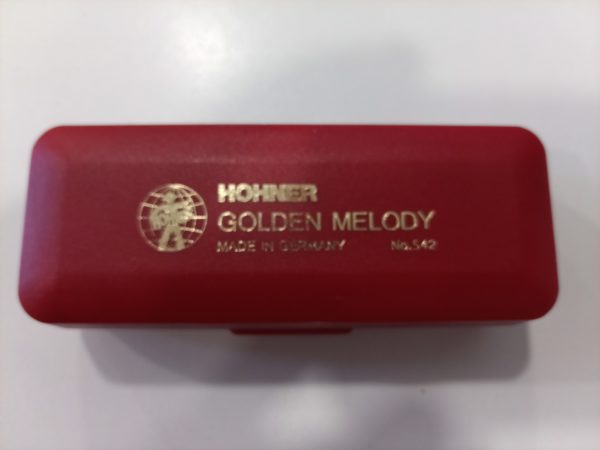 HOHNER
GOLDEN MELODY
MADE IN GERMANY No.542